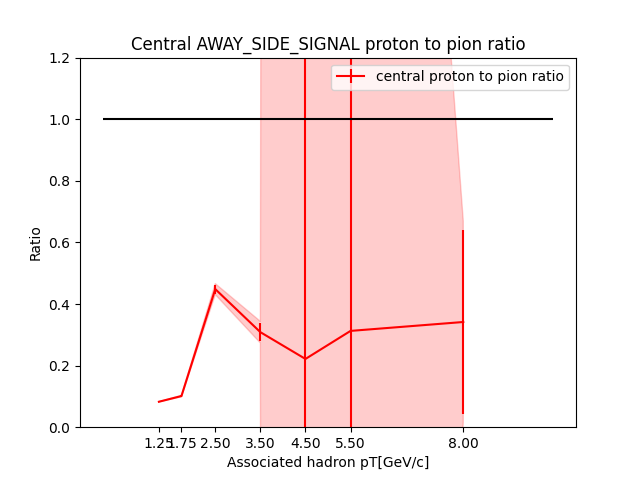 Central AWAY_SIDE_SIGNAL proton to pion ratio
central proton to pion ratio
Ratio
1.2
1.0
0.8
0.6
0.4
0.2
0.0
1.25 1.75 2.50 3.50 4.50 5.50 8.00
Associated hadron pT[GeV/c]